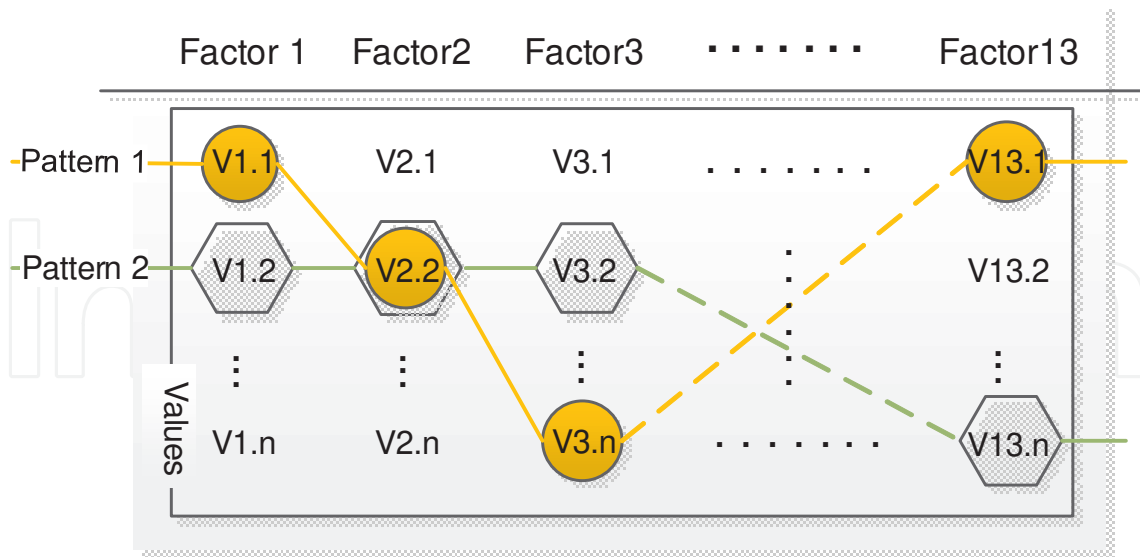 Factor 1 Factor2 Factor3 ....... Factor13
Pattern 1 V1.1 V2.1 V3.1 ....... V13.1
Pattern 2 V1.2 V2.2 V3.2 V13.2
Values
V1.n V2.n V3.n ....... V13.n